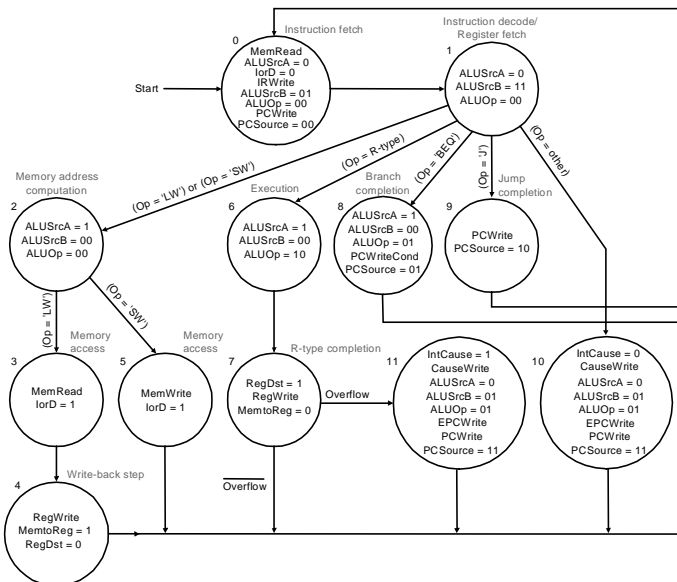 Instruction fetch
0
MemRead
ALUSrcA = 0
IorD = 0
IRWrite
ALUSrcB = 01
ALUOp = 00
PCWrite
PCSource = 00
Start
Instruction decode/
Register fetch
1
ALUSrcA = 0
ALUSrcB = 11
ALUOp = 00
(Op = 'LW') or (Op = 'SW')
(Op = R-type)
(Op = 'BEQ')
(Op = 'J')
(Op = other)
Memory address
computation
2
ALUSrcA = 1
ALUSrcB = 00
ALUOp = 00
Execution
6
ALUSrcA = 1
ALUSrcB = 00
ALUOp = 10
Branch
completion
8
ALUSrcA = 1
ALUSrcB = 00
ALUOp = 01
PCWriteCond
PCSource = 01
Jump
completion
9
PCWrite
PCSource = 10
(Op = 'LW')
(Op = 'SW')
Memory
access
3
MemRead
IorD = 1
Memory
access
5
MemWrite
IorD = 1
R-type completion
7
RegDst = 1
RegWrite
MemtoReg = 0
Overflow
Overflow
11
IntCause = 1
CauseWrite
ALUSrcA = 0
ALUSrcB = 01
ALUOp = 01
EPCWrite
PCWrite
PCSource = 11
10
IntCause = 0
CauseWrite
ALUSrcA = 0
ALUSrcB = 01
ALUOp = 01
EPCWrite
PCWrite
PCSource = 11
Write-back step
4
RegWrite
MemtoReg = 1
RegDst = 0